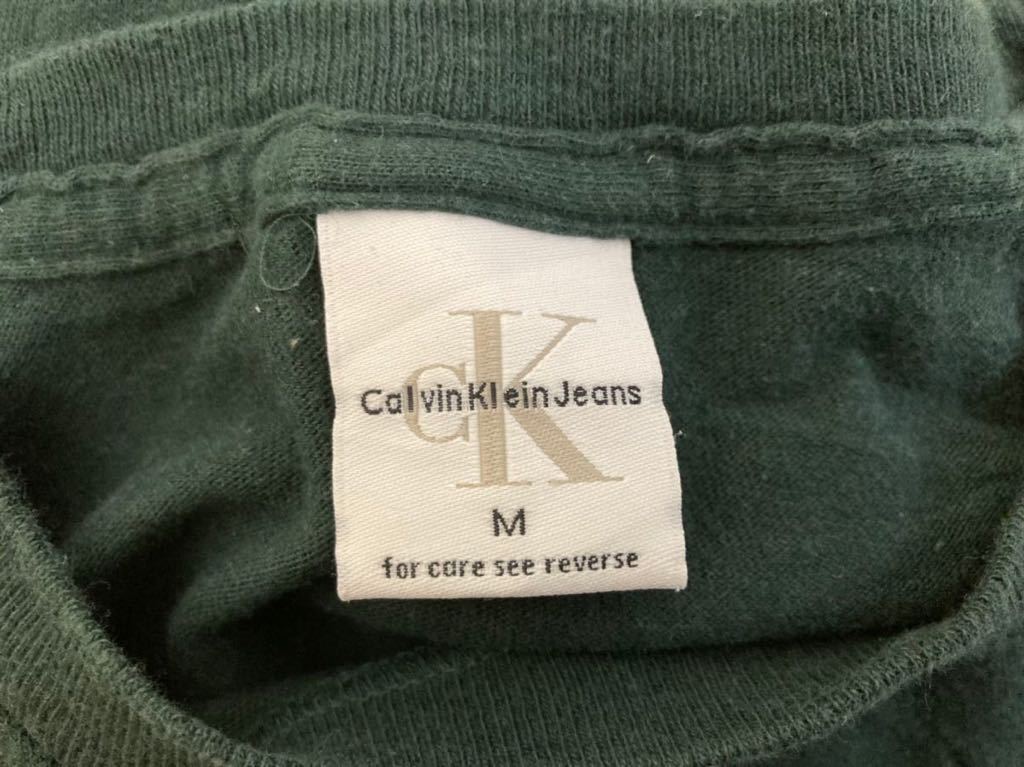 cK
Calvin Klein Jeans
M
for care see reverse